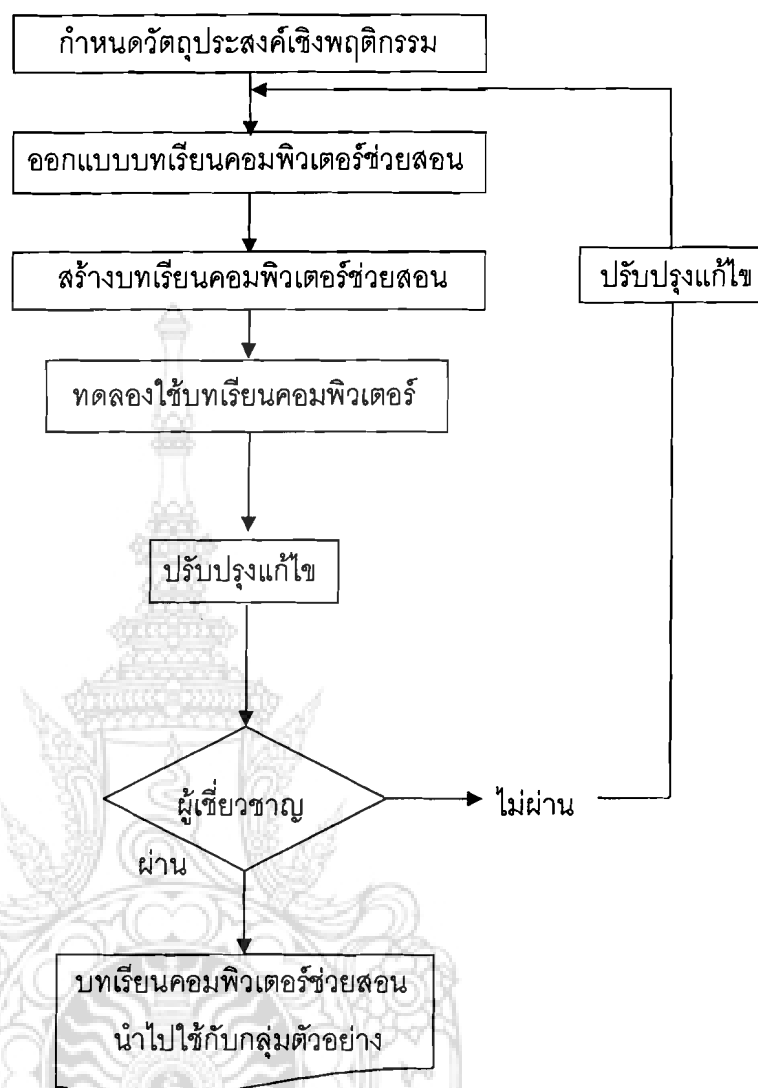 กำหนดวัตถุประสงค์เชิงพฤติกรรม
ออกแบบบทเรียนคอมพิวเตอร์ช่วยสอน
สร้างบทเรียนคอมพิวเตอร์ช่วยสอน
ปรับปรุงแก้ไข
ทดลองใช้บทเรียนคอมพิวเตอร์
ปรับปรุงแก้ไข
ผู้เชี่ยวชาญ
ไม่ผ่าน
ผ่าน
บทเรียนคอมพิวเตอร์ช่วยสอน
นำไปใช้กับกลุ่มตัวอย่าง